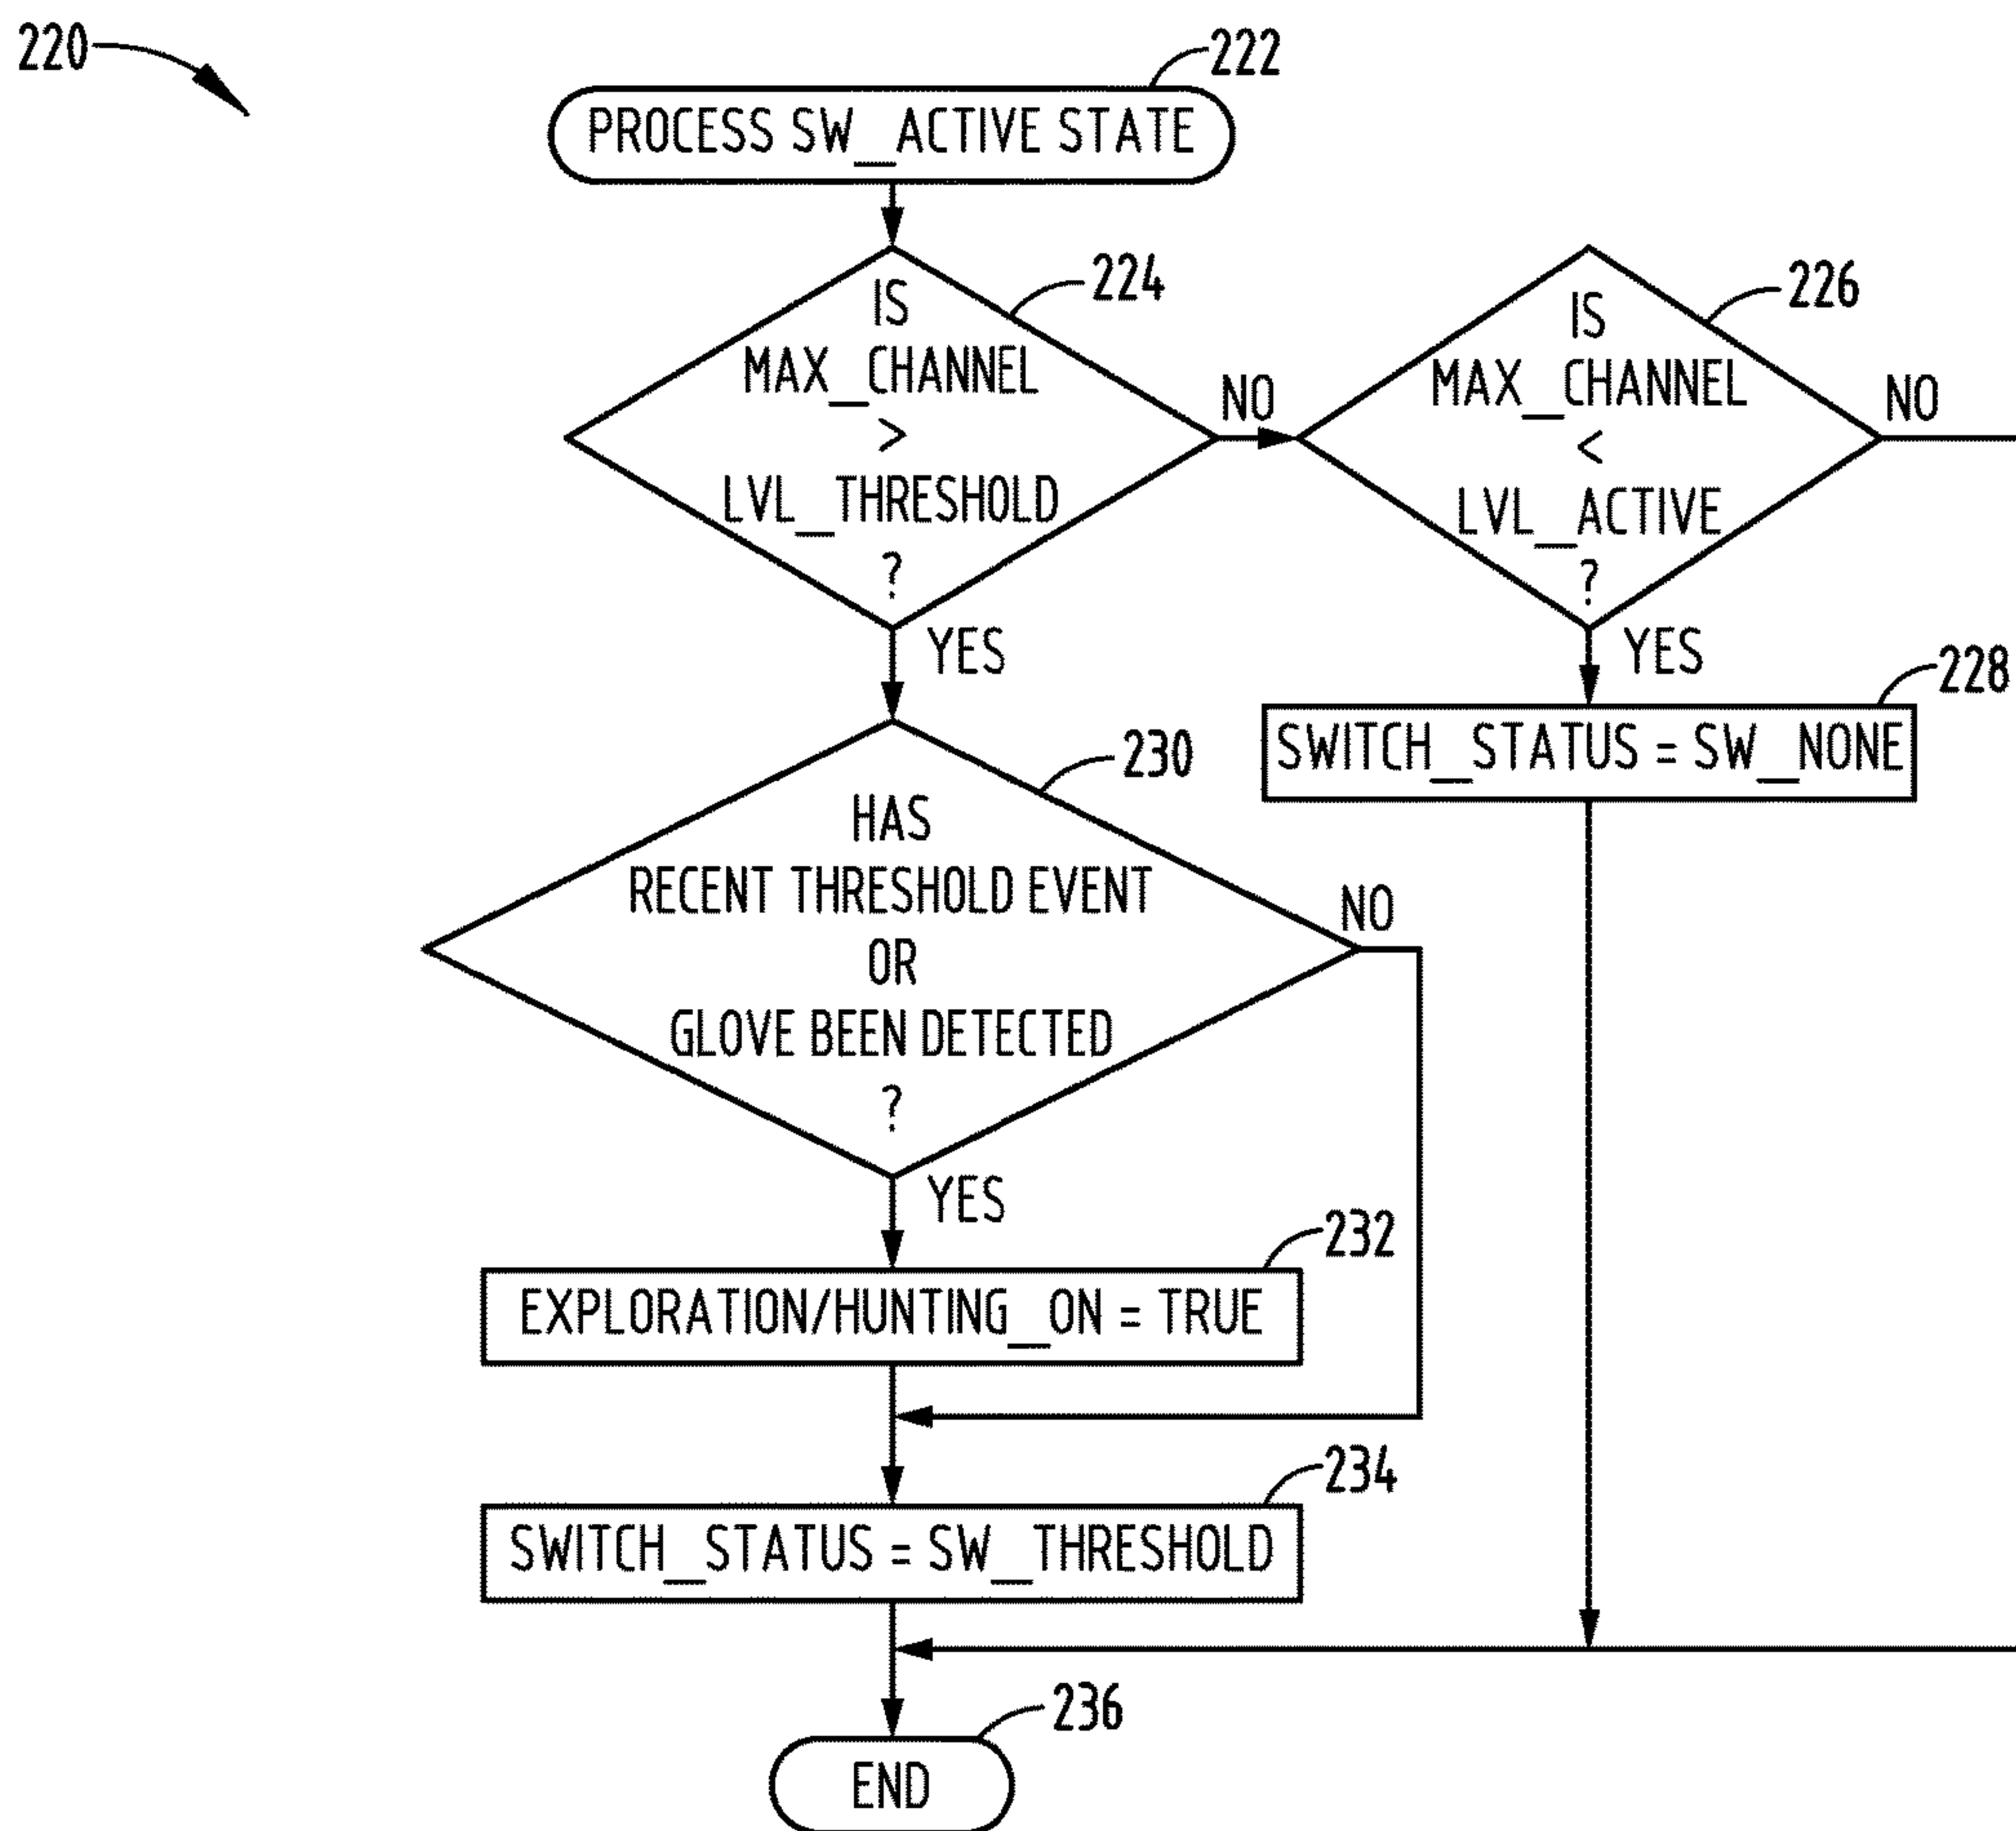 220
222
PROCESS SW_ACTIVE STATE
224
IS
MAX_CHANNEL
>
LVL_THRESHOLD
?
NO
226
IS
MAX_CHANNEL
<
LVL_ACTIVE
?
NO
YES
YES
228
SWITCH_STATUS = SW_NONE
230
HAS
RECENT THRESHOLD EVENT
OR
GLOVE BEEN DETECTED
?
NO
YES
232
EXPLORATION/HUNTING_ON = TRUE
234
SWITCH_STATUS = SW_THRESHOLD
236
END